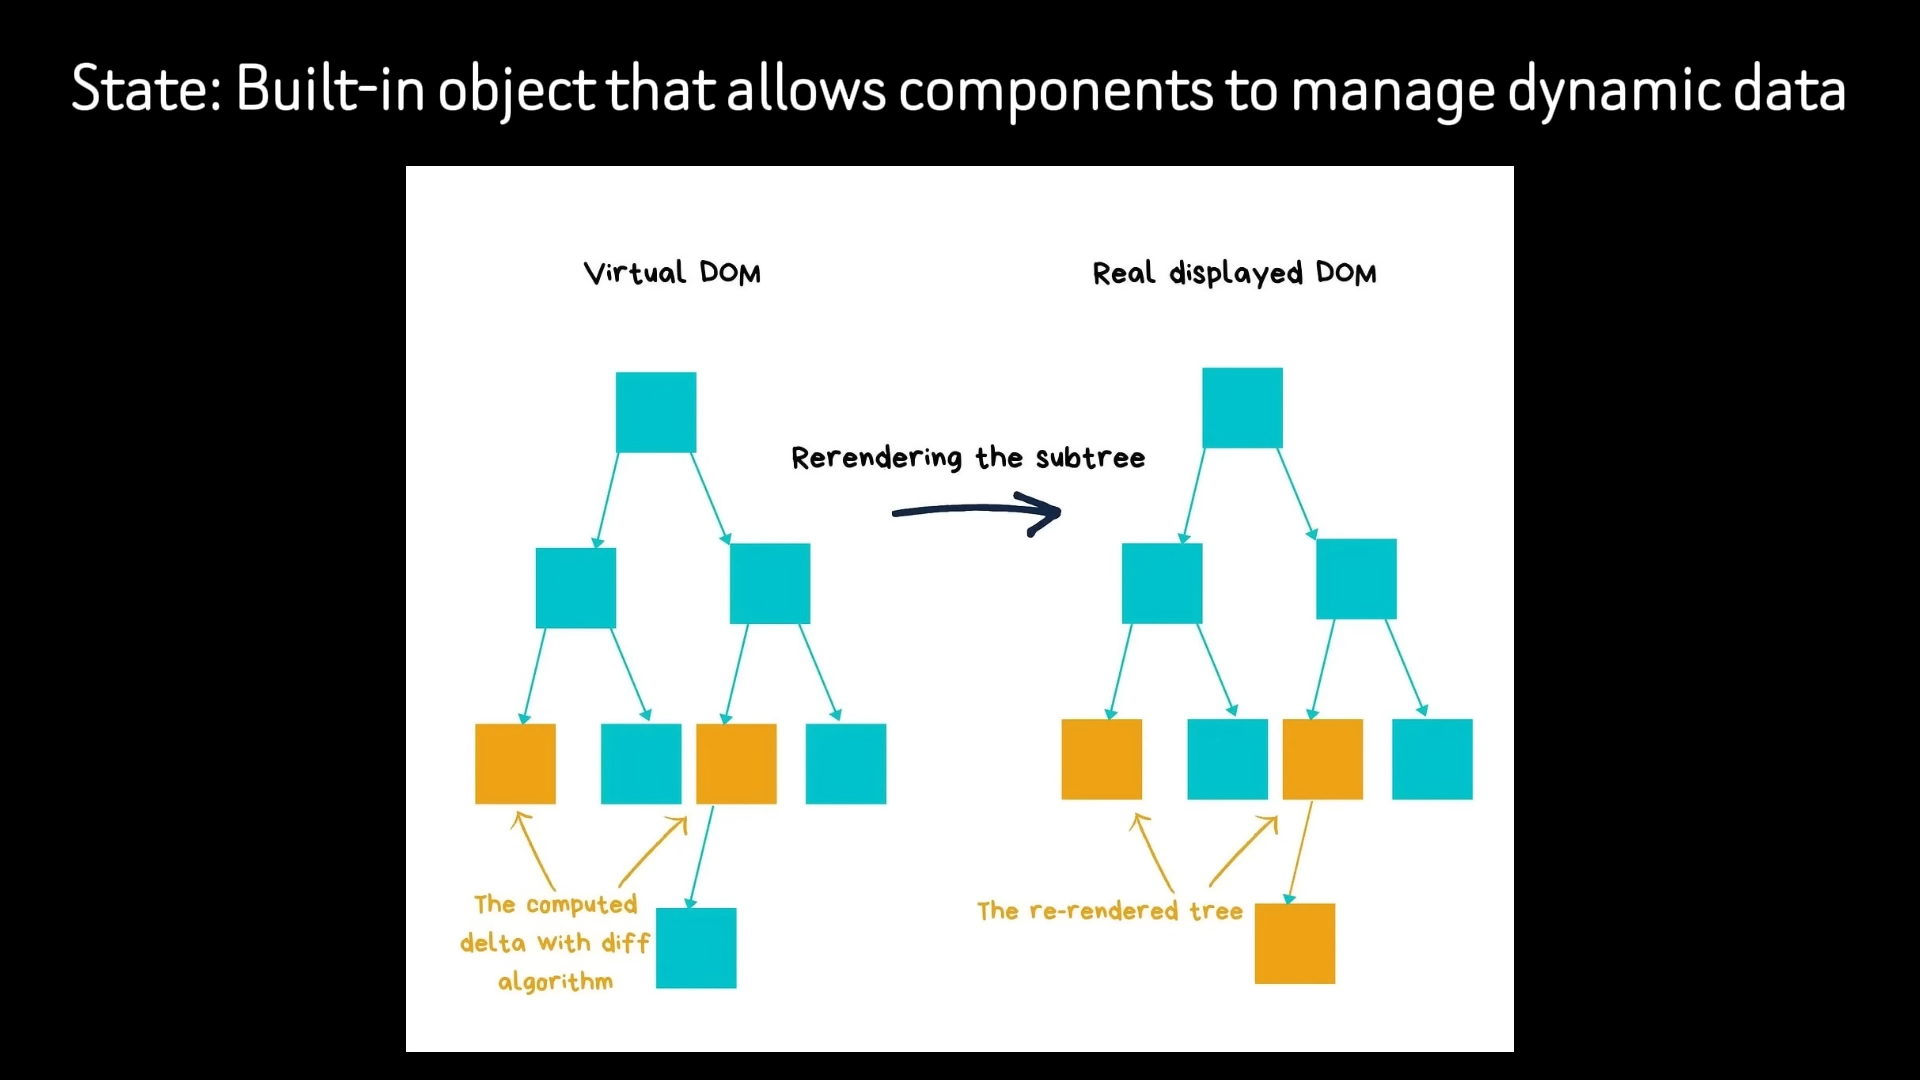 State: Built-in object that allows components to manage dynamic data
Virtual DOM
Real displayed DOM
Rerendering the subtree
The computed
delta with diff
algorithm
The re-rendered tree